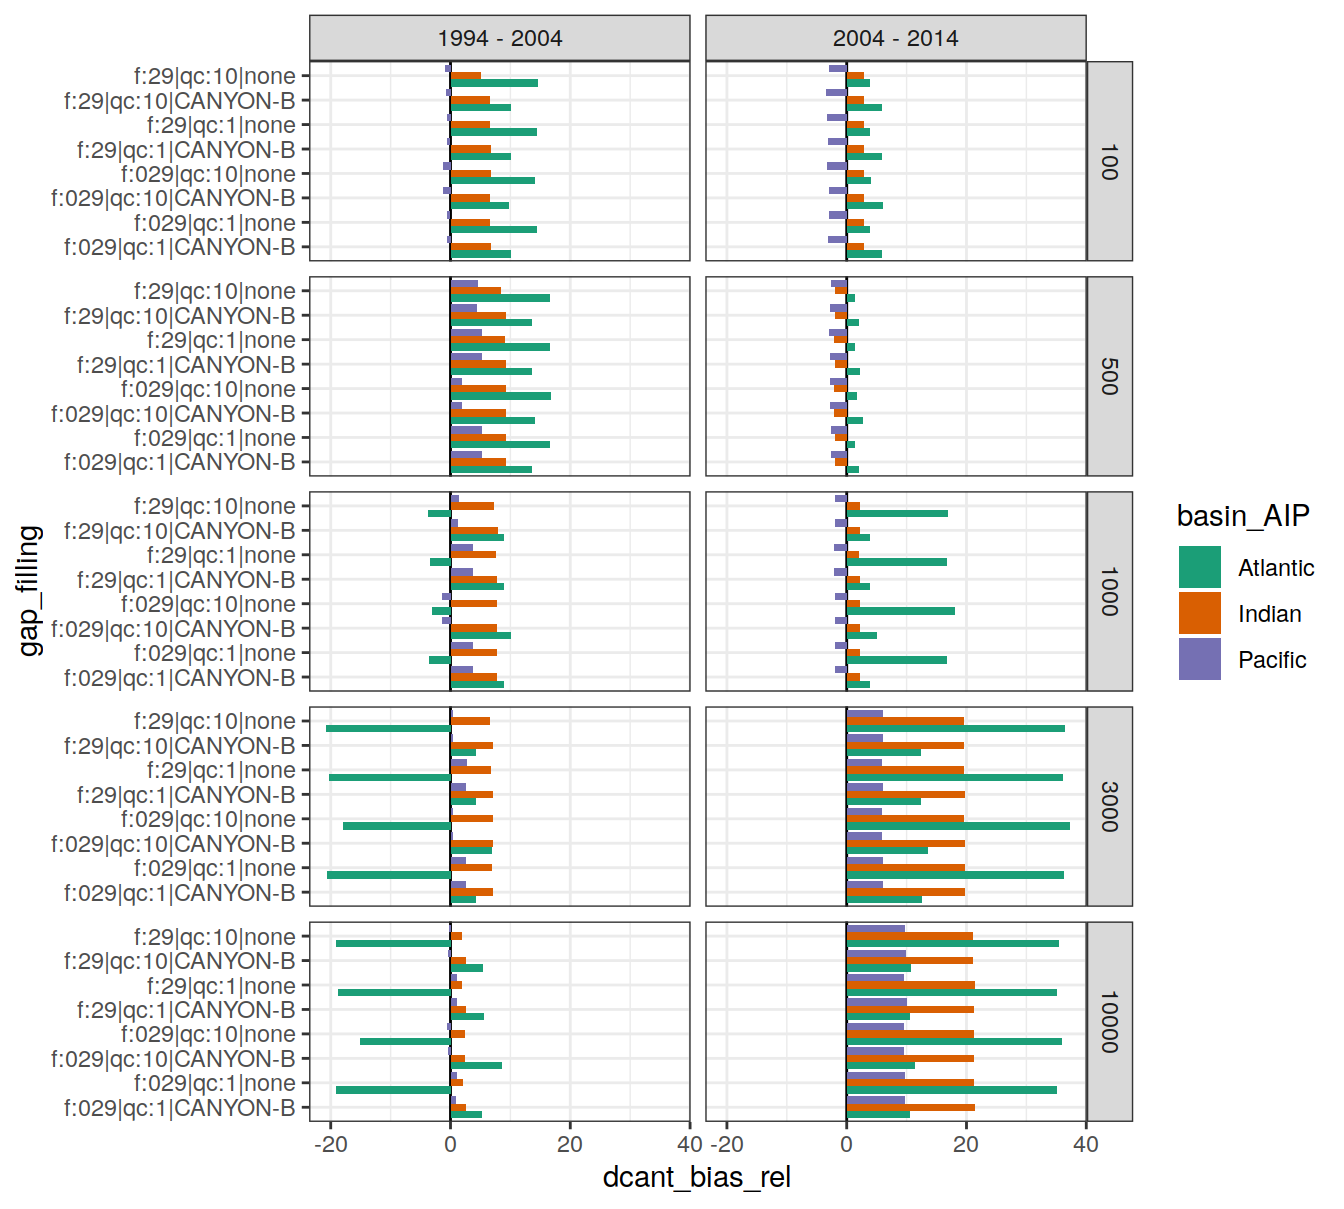 1994 - 2004
2004 - 2014
f:29|qc:10|none
f:29|qc:10|CANYON-B
f:29|qc:1|none
f:29|qc:1|CANYON-B
f:029|qc:10|none
f:029|qc:10|CANYON-B
f:029|qc:1|none
f:029|qc:1|CANYON-B
100
f:29|qc:10|none
f:29|qc:10|CANYON-B
f:29|qc:1|none
f:29|qc:1|CANYON-B
f:029|qc:10|none
f:029|qc:10|CANYON-B
f:029|qc:1|none
f:029|qc:1|CANYON-B
500
f:29|qc:10|none
f:29|qc:10|CANYON-B
f:29|qc:1|none
f:29|qc:1|CANYON-B
f:029|qc:10|none
f:029|qc:10|CANYON-B
f:029|qc:1|none
f:029|qc:1|CANYON-B
1000
f:29|qc:10|none
f:29|qc:10|CANYON-B
f:29|qc:1|none
f:29|qc:1|CANYON-B
f:029|qc:10|none
f:029|qc:10|CANYON-B
f:029|qc:1|none
f:029|qc:1|CANYON-B
3000
f:29|qc:10|none
f:29|qc:10|CANYON-B
f:29|qc:1|none
f:29|qc:1|CANYON-B
f:029|qc:10|none
f:029|qc:10|CANYON-B
f:029|qc:1|none
f:029|qc:1|CANYON-B
10000
-20 0 20 40
-20 0 20 40
dcant_bias_rel
gap_filling
basin_AIP
Atlantic
Indian
Pacific